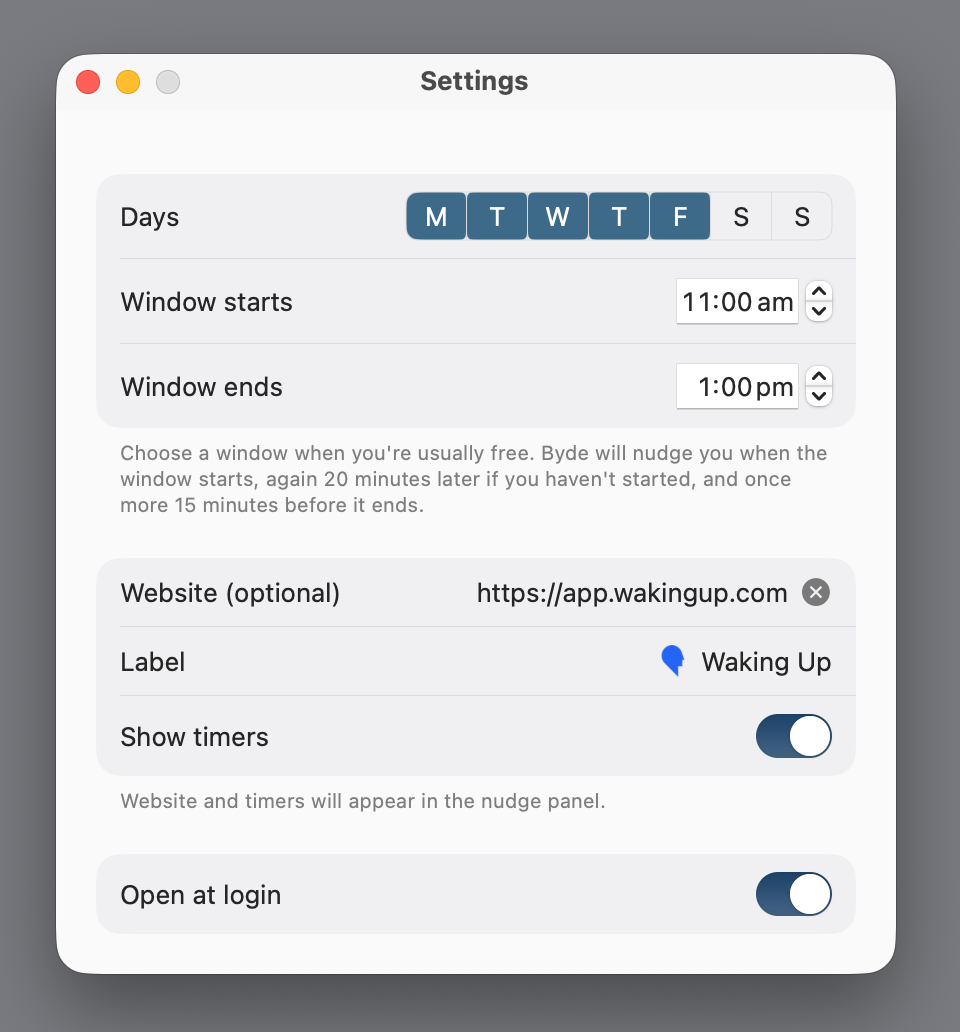 Settings
Days M T W T F S S
Window starts 11:00 am
Window ends 1:00 pm
Choose a window when you're usually free. Byde will nudge you when the
window starts, again 20 minutes later if you haven't started, and once
more 15 minutes before it ends.
Website (optional) https://app.wakingup.com
Label Waking Up
Show timers
Website and timers will appear in the nudge panel.
Open at login